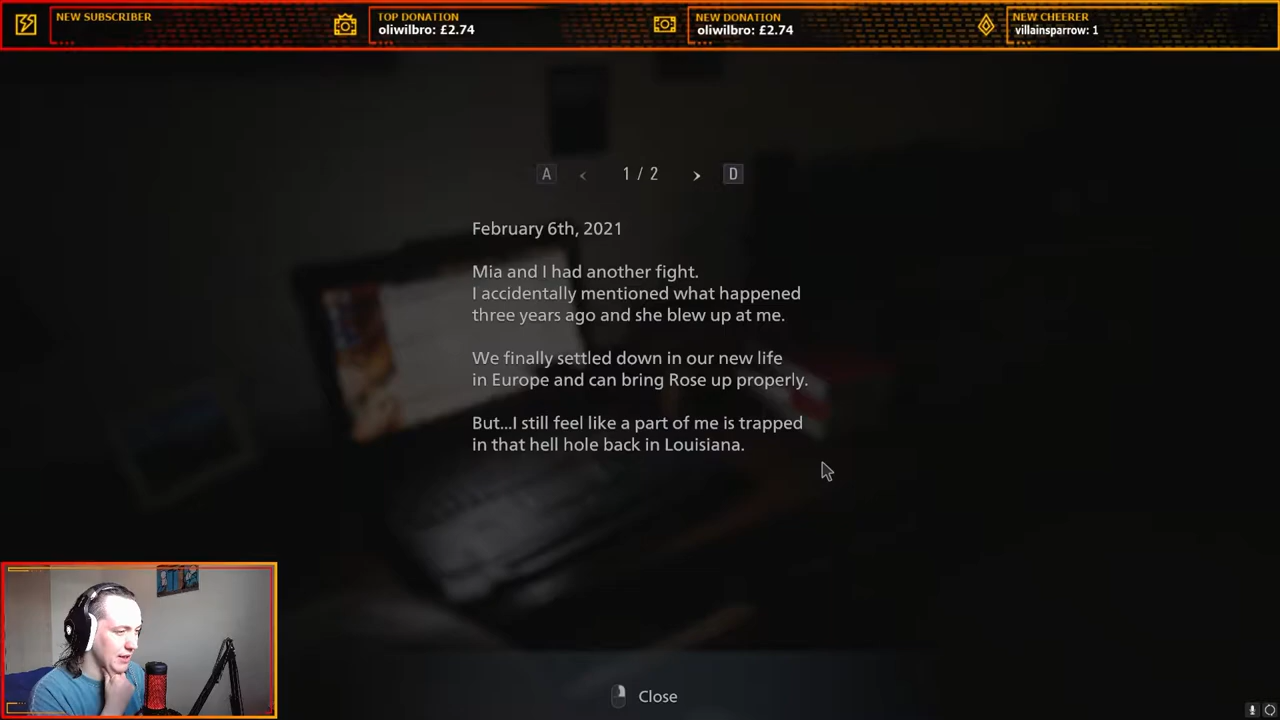 NEW SUBSCRIBER
TOP DONATION
oliwilbro: £2.74
NEW DONATION
oliwilbro: £2.74
NEW CHEERER
villainsparrow: 1
A < 1 / 2 > D
February 6th, 2021
Mia and I had another fight.
I accidentally mentioned what happened
three years ago and she blew up at me.
We finally settled down in our new life
in Europe and can bring Rose up properly.
But...I still feel like a part of me is trapped
in that hell hole back in Louisiana.
Close